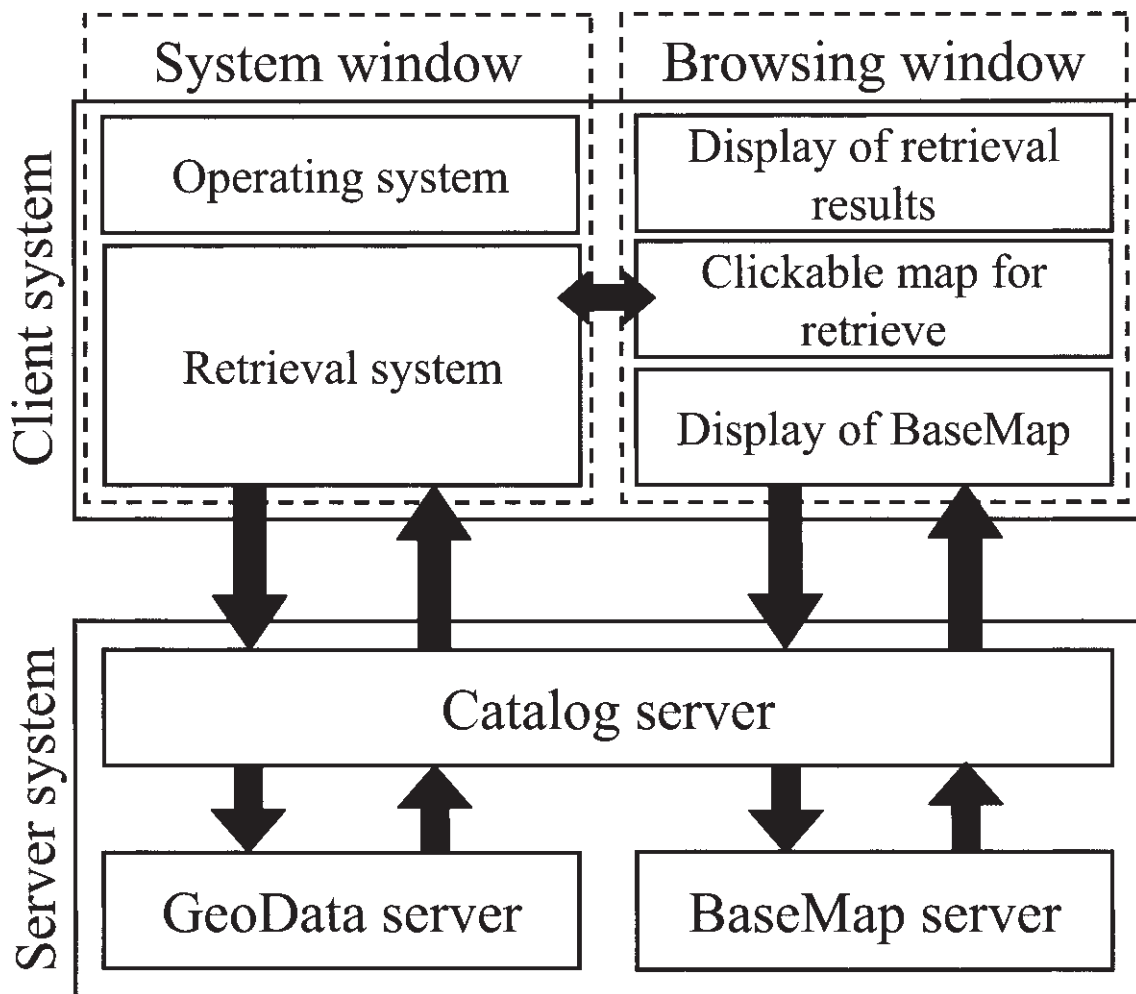 System window
Browsing window
Client system
Operating system
Retrieval system
Display of retrieval
results
Clickable map for
retrieve
Display of BaseMap
Server system
Catalog server
GeoData server
BaseMap server